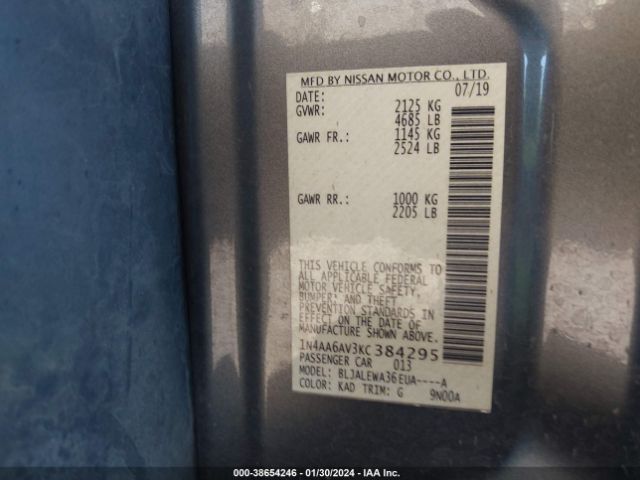 MFD BY NISSAN MOTOR CO., LTD.
DATE: 07/19
GVWR: 2125 KG
4685 LB
GAWR FR.: 1145 KG
2524 LB
GAWR RR.: 1000 KG
2205 LB
THIS VEHICLE CONFORMS TO
ALL APPLICABLE FEDERAL
MOTOR VEHICLE SAFETY,
BUMPER, AND THEFT
PREVENTION STANDARDS IN
EFFECT ON THE DATE OF
MANUFACTURE SHOWN ABOVE.
1N4AA6AV3KC384295
PASSENGER CAR 013
MODEL: BLJALEWA36EUA----A
COLOR: KAD TRIM: G 9N00A
000-38654246 - 01/30/2024 - IAA Inc.